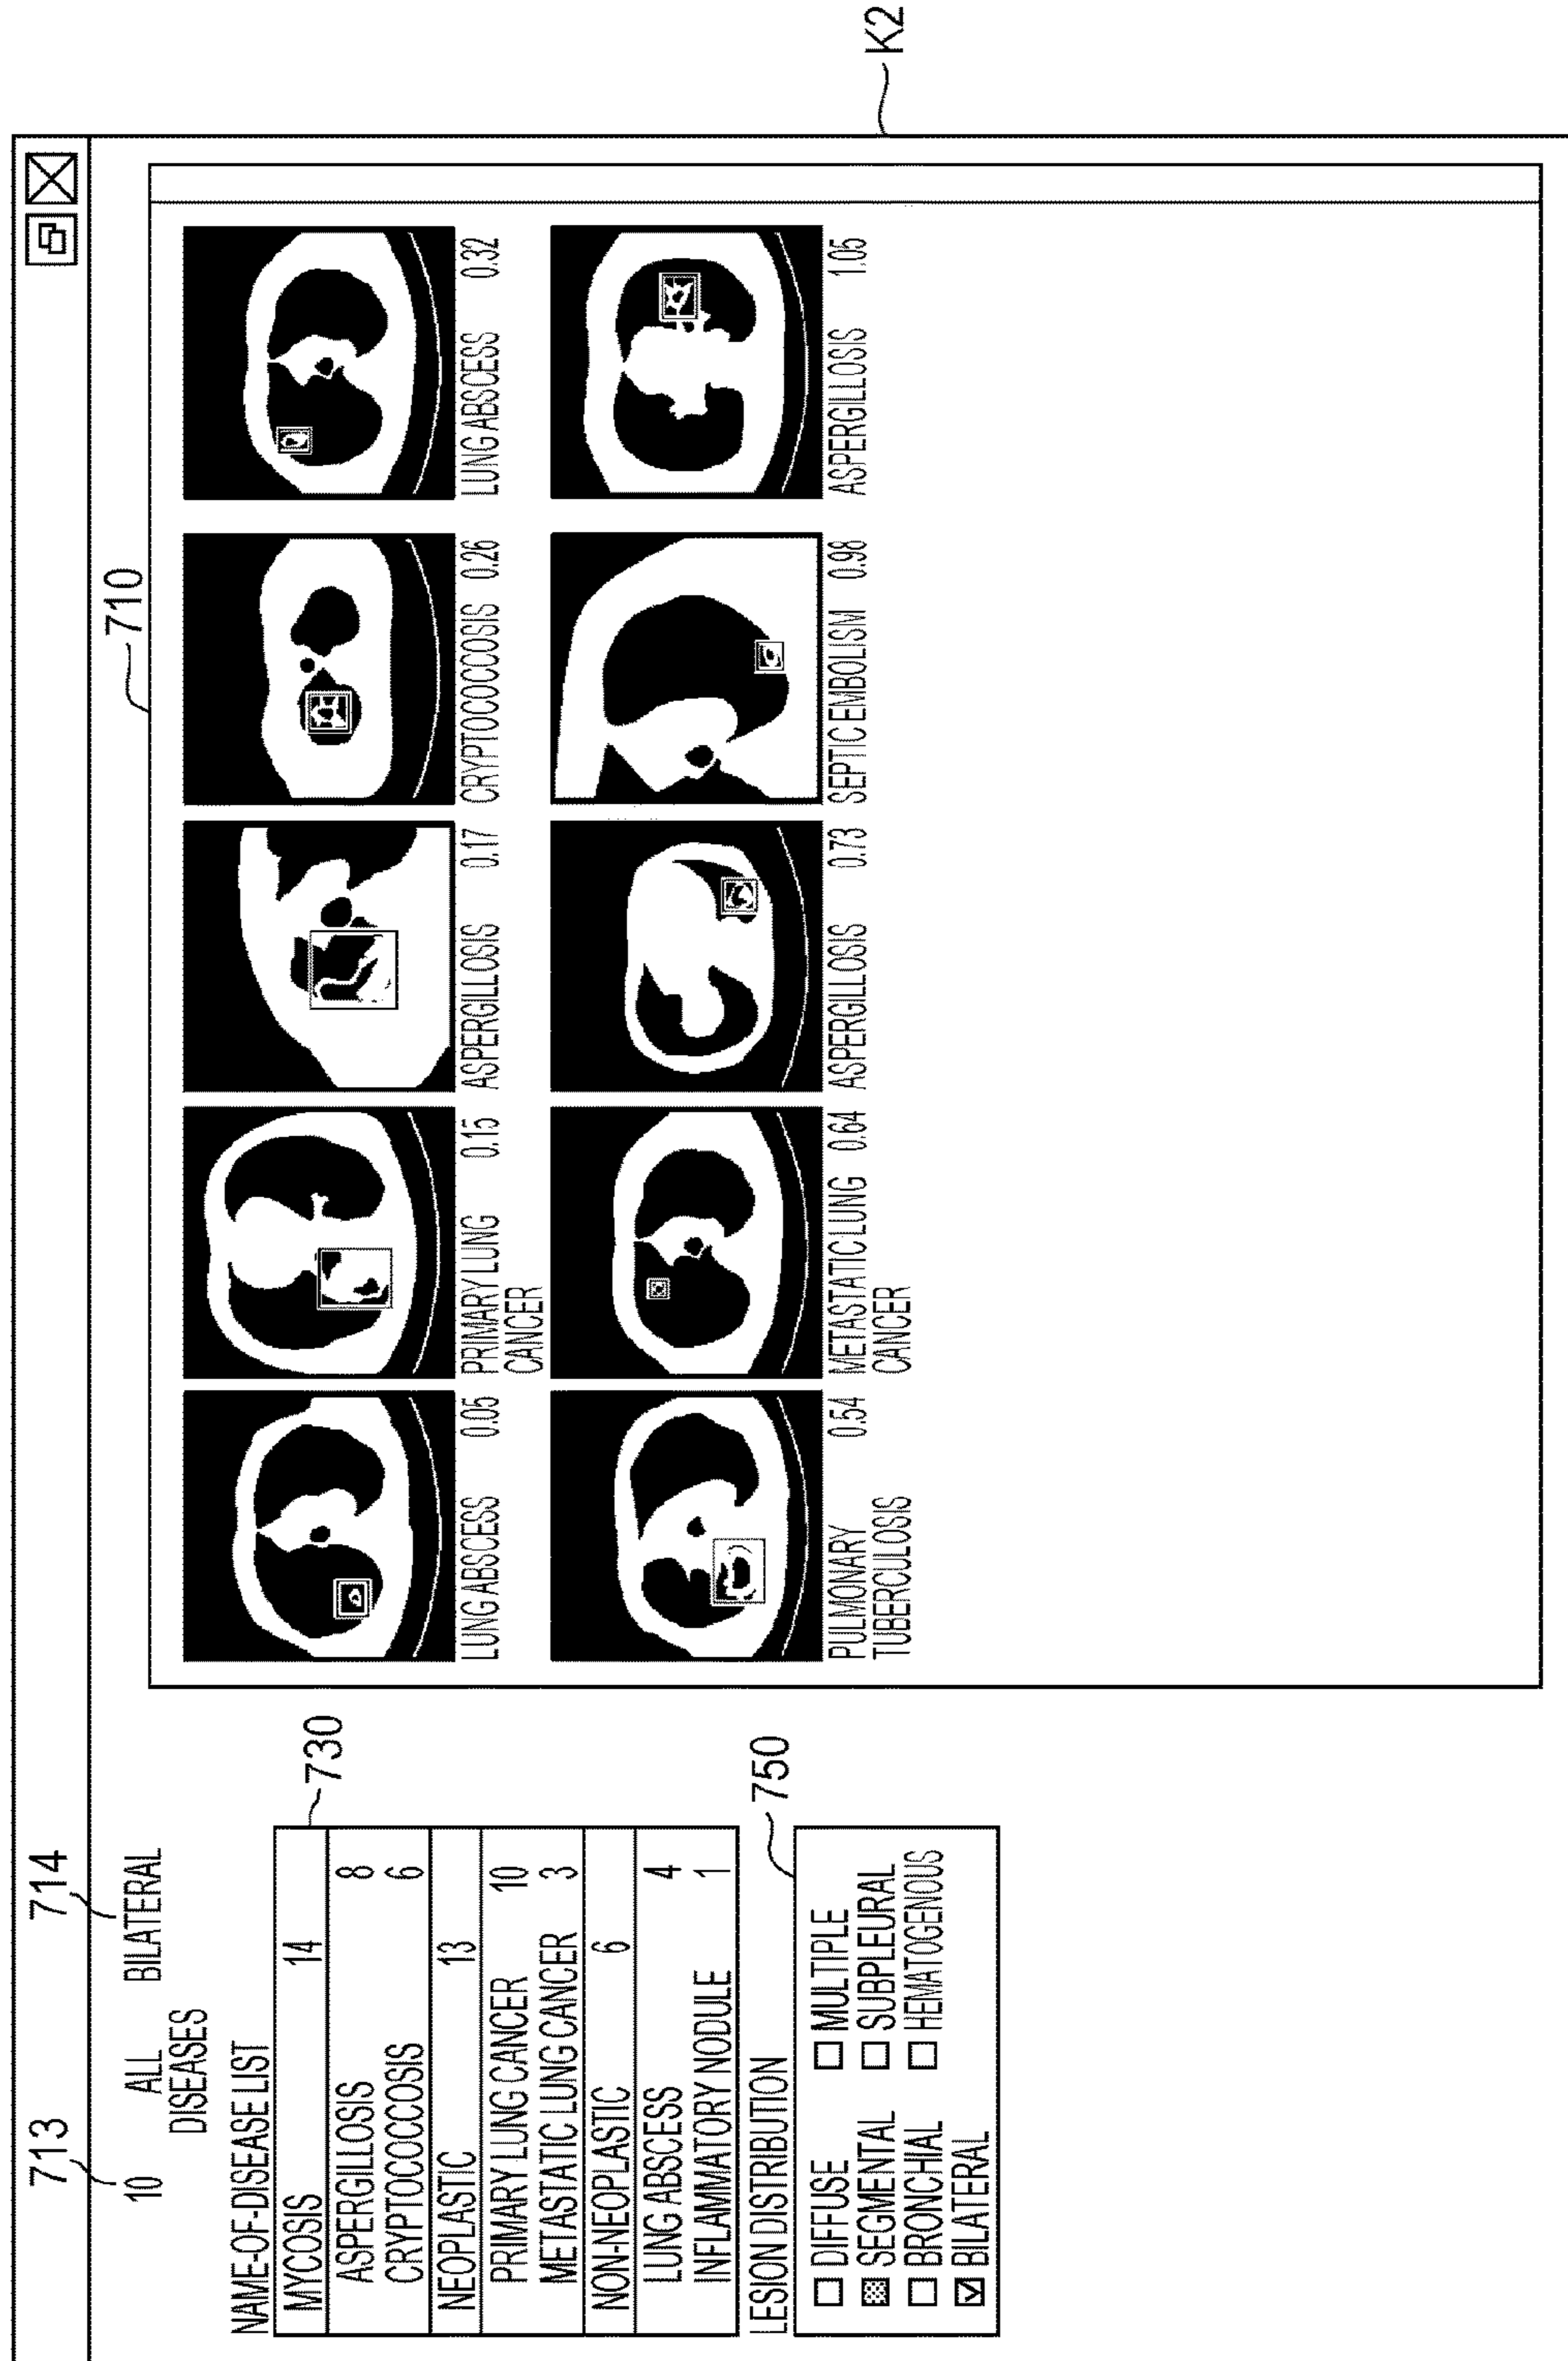 713
714
10
ALL
DISEASES
BILATERAL
NAME-OF-DISEASE LIST
730
MYCOSIS 14
ASPERGILLOSIS 8
CRYPTOCOCCOSIS 6
NEOPLASTIC 13
PRIMARY LUNG CANCER 10
METASTATIC LUNG CANCER 3
NON-NEOPLASTIC 6
LUNG ABSCESS 4
INFLAMMATORY NODULE 1
LESION DISTRIBUTION
750
DIFFUSE MULTIPLE
SEGMENTAL SUBPLEURAL
BRONCHIAL HEMATOGENOUS
BILATERAL
710
LUNG ABSCESS 0.05
PRIMARY LUNG 0.15
CANCER
ASPERGILLOSIS 0.17
CRYPTOCOCCOSIS 0.26
LUNG ABSCESS 0.32
PULMONARY 0.54
TUBERCULOSIS
METASTATIC LUNG 0.64
CANCER
ASPERGILLOSIS 0.73
SEPTIC EMBOLISM 0.98
ASPERGILLOSIS 1.05
K2